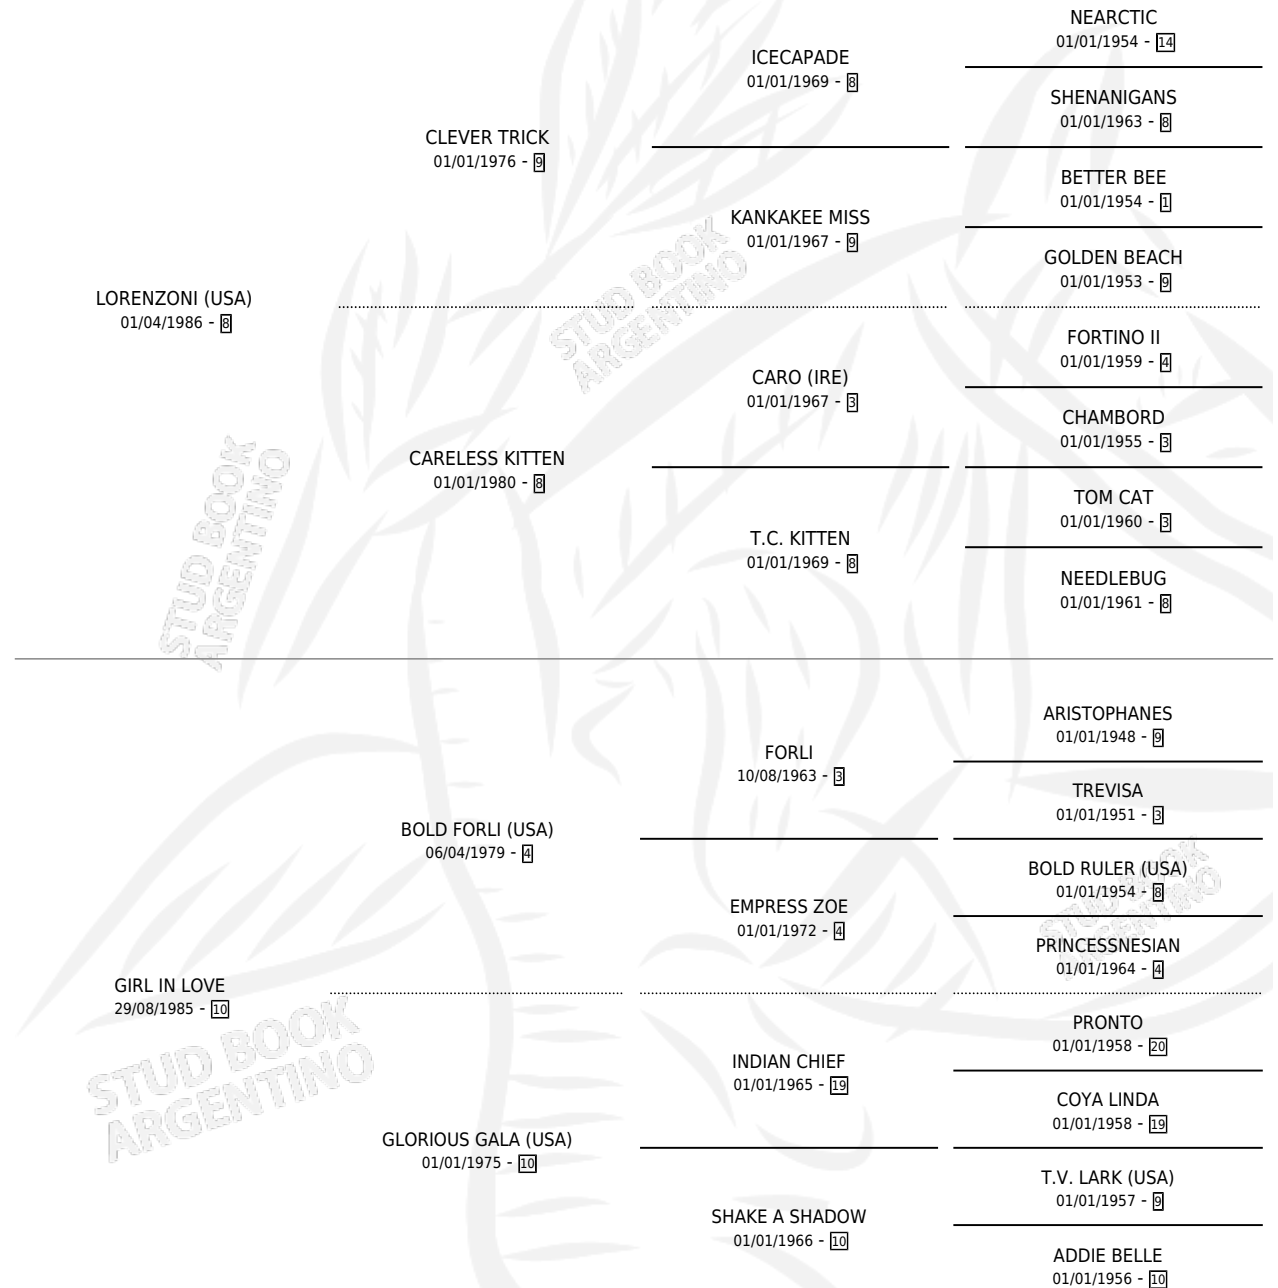 NEARCTIC
01/01/1954 - 14
ICECAPADE
01/01/1969 - 8
SHENANIGANS
01/01/1963 - 8
CLEVER TRICK
01/01/1976 - 9
BETTER BEE
01/01/1954 - 1
KANKAKEE MISS
01/01/1967 - 9
GOLDEN BEACH
01/01/1953 - 9
LORENZONI (USA)
01/04/1986 - 8
FORTINO II
01/01/1959 - 4
CARO (IRE)
01/01/1967 - 3
CHAMBORD
01/01/1955 - 3
CARELESS KITTEN
01/01/1980 - 8
TOM CAT
01/01/1960 - 3
T.C. KITTEN
01/01/1969 - 8
NEEDLEBUG
01/01/1961 - 8
STUD BOOK
ARGENTINO
STUD BOOK
ARGENTINO
ARISTOPHANES
01/01/1948 - 9
FORLI
10/08/1963 - 3
TREVISA
01/01/1951 - 3
BOLD FORLI (USA)
06/04/1979 - 4
BOLD RULER (USA)
01/01/1954 - 8
EMPRESS ZOE
01/01/1972 - 4
PRINCESSNESIAN
01/01/1964 - 4
GIRL IN LOVE
29/08/1985 - 10
PRONTO
01/01/1958 - 20
INDIAN CHIEF
01/01/1965 - 19
COYA LINDA
01/01/1958 - 19
GLORIOUS GALA (USA)
01/01/1975 - 10
T.V. LARK (USA)
01/01/1957 - 9
SHAKE A SHADOW
01/01/1966 - 10
ADDIE BELLE
01/01/1956 - 10
STUD BOOK
ARGENTINO
STUD BOOK
ARGENTINO